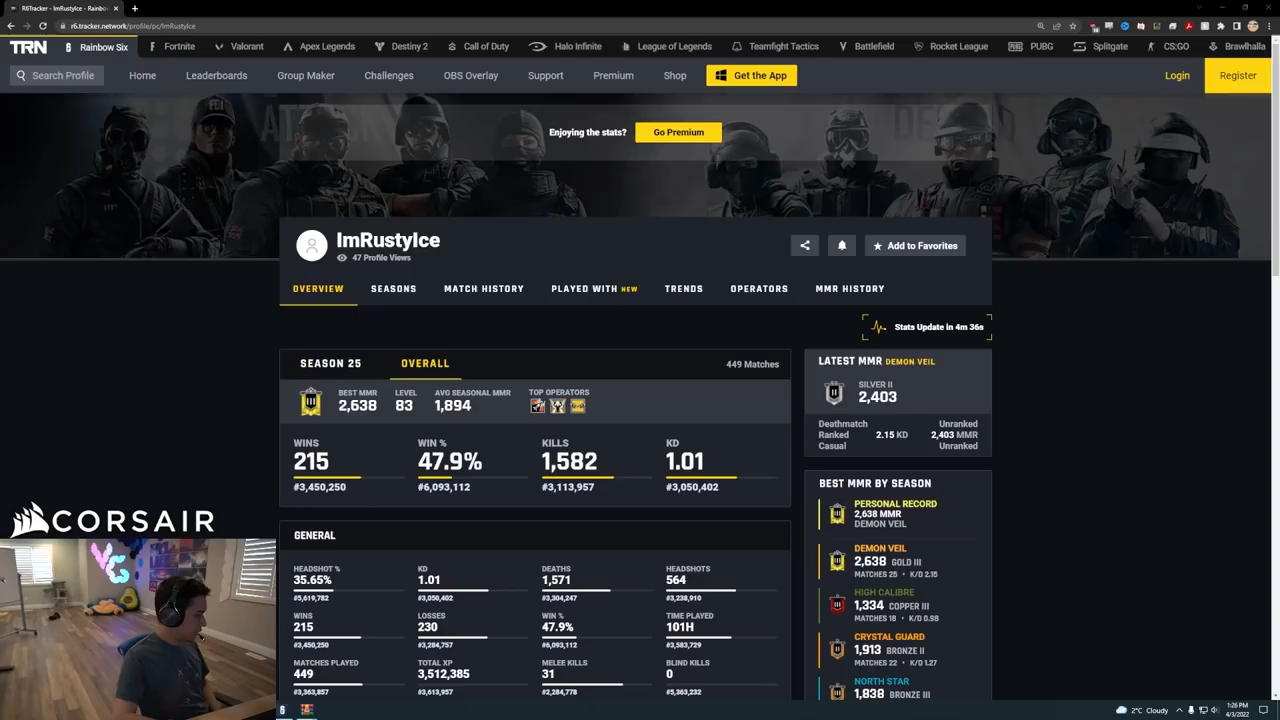 R6Tracker - ImRustyIce - Rainbo
r6.tracker.network/profile/pc/ImRustyIce
TRN Rainbow Six Fortnite Valorant Apex Legends Destiny 2 Call of Duty Halo Infinite League of Legends Teamfight Tactics Battlefield Rocket League PUBG Splitgate CS:GO Brawlhalla
Search Profile Home Leaderboards Group Maker Challenges OBS Overlay Support Premium Shop Get the App Login Register
Enjoying the stats? Go Premium
ImRustyIce
47 Profile Views
Add to Favorites
OVERVIEW SEASONS MATCH HISTORY PLAYED WITH NEW TRENDS OPERATORS MMR HISTORY
Stats Update in 4m 36s
SEASON 25 OVERALL 449 Matches
BEST MMR LEVEL AVG SEASONAL MMR TOP OPERATORS
2,638 83 1,894
WINS WIN % KILLS KD
215 47.9% 1,582 1.01
#3,450,250 #6,093,112 #3,113,957 #3,050,402
GENERAL
HEADSHOT % KD DEATHS HEADSHOTS
35.65% 1.01 1,571 564
#5,619,782 #3,050,402 #3,304,247 #3,238,910
WINS LOSSES WIN % TIME PLAYED
215 230 47.9% 101H
#3,450,250 #3,284,757 #6,093,112 #3,583,729
MATCHES PLAYED TOTAL XP MELEE KILLS BLIND KILLS
449 3,512,385 31 0
#3,363,857 #3,613,957 #2,284,778 #5,363,232
LATEST MMR DEMON VEIL
SILVER II
2,403
Deathmatch Unranked
Ranked 2.15 KD 2,403 MMR
Casual Unranked
BEST MMR BY SEASON
PERSONAL RECORD
2,638 MMR
DEMON VEIL
DEMON VEIL
2,638 GOLD III
MATCHES 25 • K/D 2.15
HIGH CALIBRE
1,334 COPPER III
MATCHES 18 • K/D 0.98
CRYSTAL GUARD
1,913 BRONZE II
MATCHES 22 • K/D 1.27
NORTH STAR
1,838 BRONZE III
CORSAIR
2°C Cloudy
1:26 PM
4/3/2022